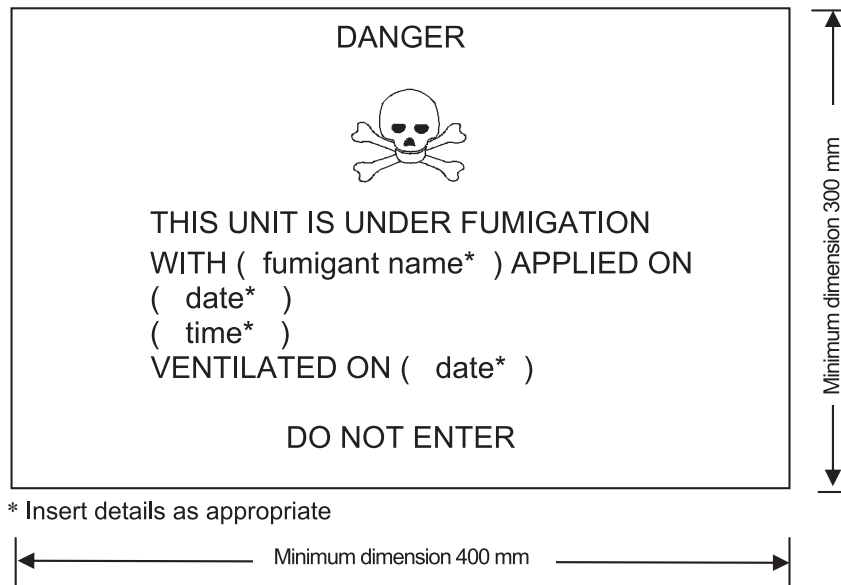 DANGER
THIS UNIT IS UNDER FUMIGATION
WITH ( fumigant name* ) APPLIED ON
( date* )
( time* )
VENTILATED ON ( date* )
DO NOT ENTER
* Insert details as appropriate
Minimum dimension 400 mm
Minimum dimension 300 mm